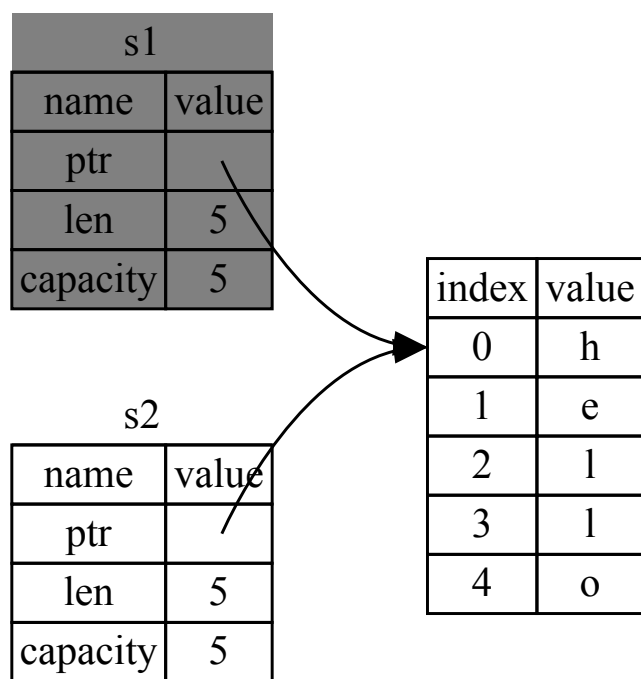 s1
name value
ptr
len 5
capacity 5
s2
name value
ptr
len 5
capacity 5
index value
0 h
1 e
2 l
3 l
4 o